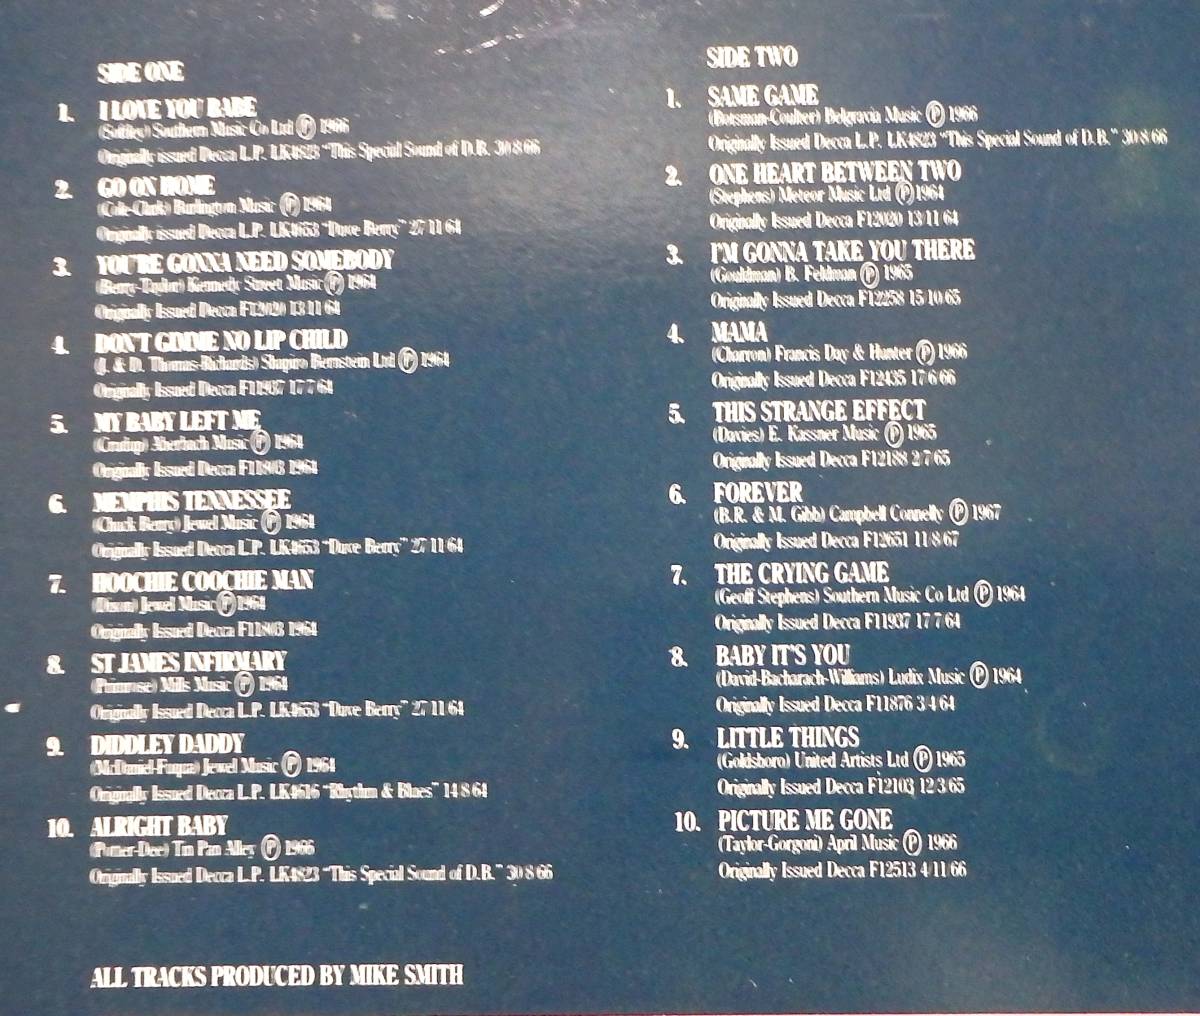 SIDE ONE
1. I LOVE YOU BABE
(Softley) Southern Music Co Ltd Ⓟ 1966
Originally issued Decca L.P. LK4823 "This Special Sound of D.B. 30/8/66
2. GO ON HOME
(Cole-Clark) Burlington Music Ⓟ 1964
Originally issued Decca L.P. LK4653 "Dave Berry" 27/11/64
3. YOU'RE GONNA NEED SOMEBODY
(Berry-Taylor) Kennedy Street Music Ⓟ 1964
Originally Issued Decca F12020 13/11/64
4. DON'T GIMME NO LIP CHILD
(J. & D. Thomas-Richards) Shapiro Bernstein Ltd Ⓟ 1964
Originally Issued Decca F11937 17/7/64
5. MY BABY LEFT ME
(Crudup) Aberbach Music Ⓟ 1964
Originally Issued Decca F11803 1964
6. MEMPHIS TENNESSEE
(Chuck Berry) Jewel Music Ⓟ 1964
Originally Issued Decca L.P. LK4653 "Dave Berry" 27/11/64
7. HOOCHIE COOCHIE MAN
(Dixon) Jewel Music Ⓟ 1964
Originally Issued Decca F11803 1964
8. ST JAMES INFIRMARY
(Primrose) Mills Music Ⓟ 1964
Originally Issued Decca L.P. LK4653 "Dave Berry" 27/11/64
9. DIDDLEY DADDY
(McDaniel-Fuqua) Jewel Music Ⓟ 1964
Originally Issued Decca L.P. LK4616 "Rhythm & Blues" 14/8/64
10. ALRIGHT BABY
(Potter-Dee) Tin Pan Alley Ⓟ 1966
Originally Issued Decca L.P. LK4823 "This Special Sound of D.B." 30/8/66
ALL TRACKS PRODUCED BY MIKE SMITH
SIDE TWO
1. SAME GAME
(Botsman-Coulter) Belgravia Music Ⓟ 1966
Originally Issued Decca L.P. LK4823 "This Special Sound of D.B." 30/8/66
2. ONE HEART BETWEEN TWO
(Stephens) Meteor Music Ltd Ⓟ 1964
Originally Issued Decca F12020 13/11/64
3. I'M GONNA TAKE YOU THERE
(Gouldman) B. Feldman Ⓟ 1965
Originally Issued Decca F12258 15/10/65
4. MAMA
(Charron) Francis Day & Hunter Ⓟ 1966
Originally Issued Decca F12435 17/6/66
5. THIS STRANGE EFFECT
(Davies) E. Kassner Music Ⓟ 1965
Originally Issued Decca F12188 2/7/65
6. FOREVER
(B.R. & M. Gibb) Campbell Connelly Ⓟ 1967
Originally Issued Decca F12651 11/8/67
7. THE CRYING GAME
(Geoff Stephens) Southern Music Co Ltd Ⓟ 1964
Originally Issued Decca F11937 17/7/64
8. BABY IT'S YOU
(David-Bacharach-Williams) Ludix Music Ⓟ 1964
Originally Issued Decca F11876 3/4/64
9. LITTLE THINGS
(Goldsboro) United Artists Ltd Ⓟ 1965
Originally Issued Decca F12103 12/3/65
10. PICTURE ME GONE
(Taylor-Gorgoni) April Music Ⓟ 1966
Originally Issued Decca F12513 4/11/66